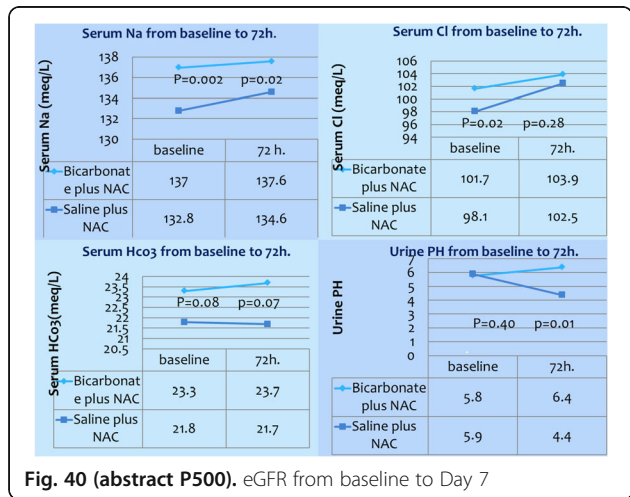 Serum Na from baseline to 72h.
Serum Na (meq/L)
138
136
134
132
130
P=0.002 p=0.02
baseline 72 h.
Bicarbonat
e plus NAC 137 137.6
Saline plus
NAC 132.8 134.6
Serum Cl from baseline to 72h.
Serum Cl (meq/L)
106
104
102
100
98
96
94
P=0.02 p=0.28
baseline 72h.
Bicarbonate
plus NAC 101.7 103.9
Saline plus
NAC 98.1 102.5
Serum Hco3 from baseline to 72h.
Serum HCo3(meq/L)
24
23.5
23
22.5
22
21.5
21
20.5
P=0.08 p=0.07
baseline 72h.
Bicarbonat
e plus NAC 23.3 23.7
Saline plus
NAC 21.8 21.7
Urine PH from baseline to 72h.
Urine PH
7
6
5
4
3
2
1
0
P=0.40 p=0.01
baseline 72h.
Bicarbonate
plus NAC 5.8 6.4
Saline plus
NAC 5.9 4.4
Fig. 40 (abstract P500). eGFR from baseline to Day 7